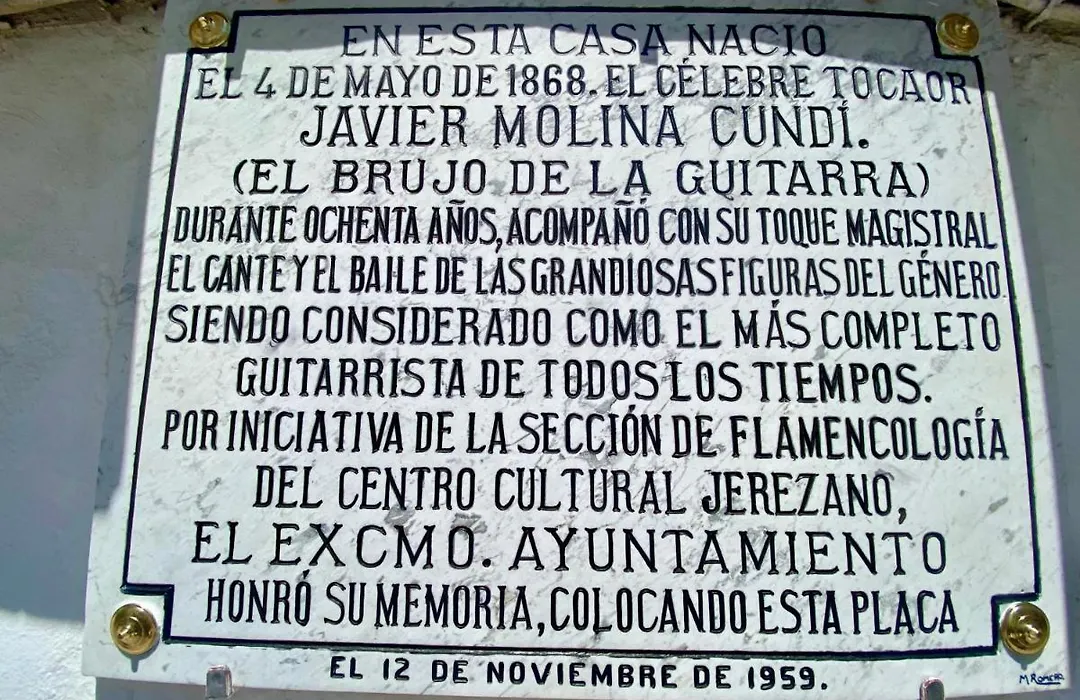 EN ESTA CASA NACIO
EL 4 DE MAYO DE 1868. EL CÉLEBRE TOCAOR
JAVIER MOLINA CUNDÍ.
(EL BRUJO DE LA GUITARRA)
DURANTE OCHENTA AÑOS, ACOMPAÑÓ CON SU TOQUE MAGISTRAL
EL CANTE Y EL BAILE DE LAS GRANDIOSAS FIGURAS DEL GÉNERO.
SIENDO CONSIDERADO COMO EL MÁS COMPLETO
GUITARRISTA DE TODOS LOS TIEMPOS.
POR INICIATIVA DE LA SECCIÓN DE FLAMENCOLOGÍA
DEL CENTRO CULTURAL JEREZANO,
EL EXCMO. AYUNTAMIENTO
HONRÓ SU MEMORIA, COLOCANDO ESTA PLACA
EL 12 DE NOVIEMBRE DE 1959.
M. ROMERO